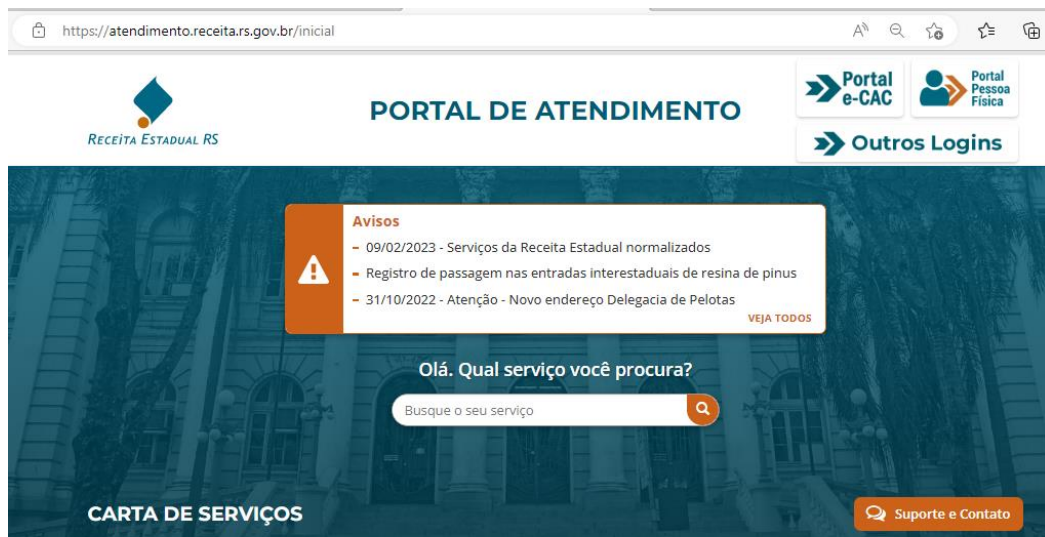 https://atendimento.receita.rs.gov.br/inicial
RECEITA ESTADUAL RS
PORTAL DE ATENDIMENTO
Portal
e-CAC
Portal
Pessoa
Física
Outros Logins
Avisos
- 09/02/2023 - Serviços da Receita Estadual normalizados
- Registro de passagem nas entradas interestaduais de resina de pinus
- 31/10/2022 - Atenção - Novo endereço Delegacia de Pelotas
VEJA TODOS
Olá. Qual serviço você procura?
Busque o seu serviço
CARTA DE SERVIÇOS
Suporte e Contato